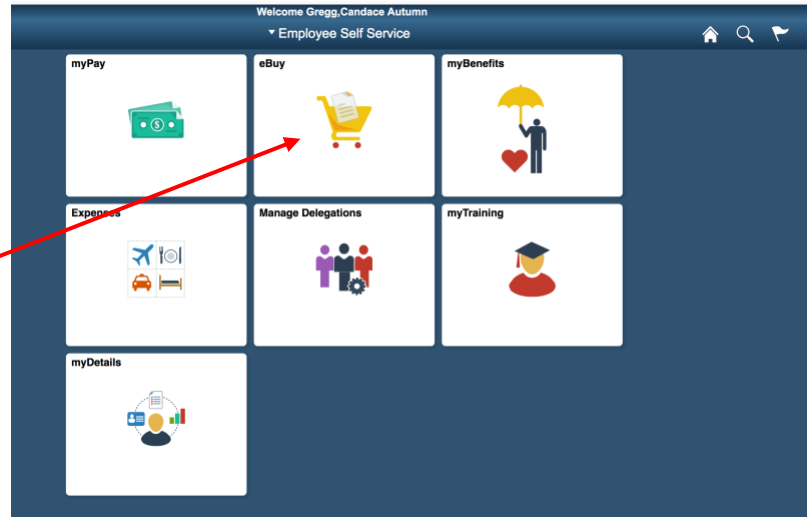 Welcome Gregg,Candace Autumn
Employee Self Service
myPay
eBuy
myBenefits
Expenses
Manage Delegations
myTraining
myDetails